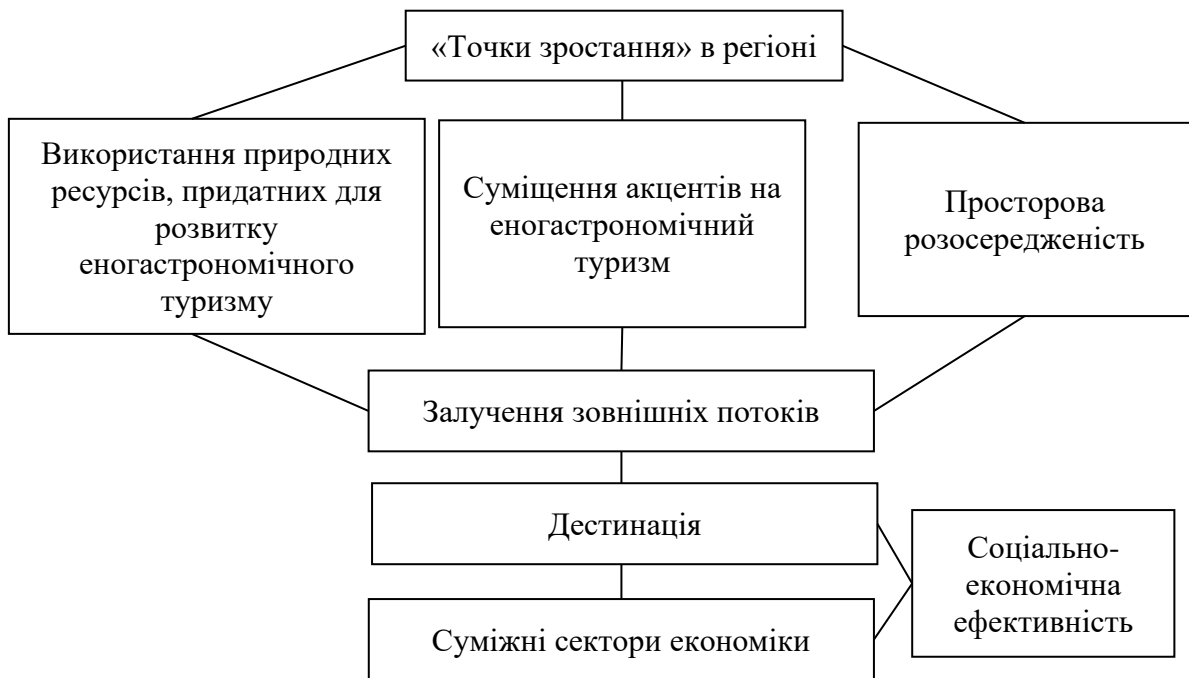 «Точки зростання» в регіоні
Використання природних
ресурсів, придатних для
розвитку
еногастрономічного
туризму
Суміщення акцентів на
еногастрономічний
туризм
Просторова
розосередженість
Залучення зовнішніх потоків
Дестинація
Соціально-
економічна
ефективність
Суміжні сектори економіки